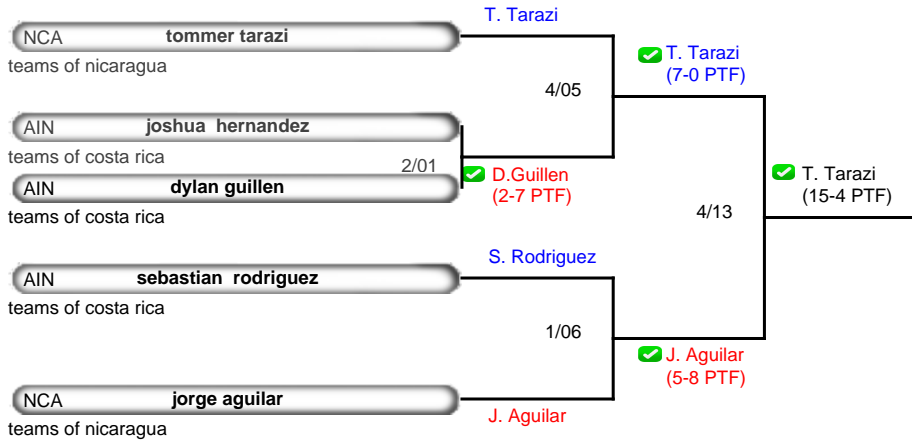 T. Tarazi
NCA tommer tarazi
teams of nicaragua
T. Tarazi
(7-0 PTF)
4/05
AIN joshua hernandez
teams of costa rica
2/01
AIN dylan guillen
teams of costa rica
D.Guillen
(2-7 PTF)
T. Tarazi
(15-4 PTF)
4/13
S. Rodriguez
AIN sebastian rodriguez
teams of costa rica
1/06
J. Aguilar
(5-8 PTF)
NCA jorge aguilar
teams of nicaragua
J. Aguilar